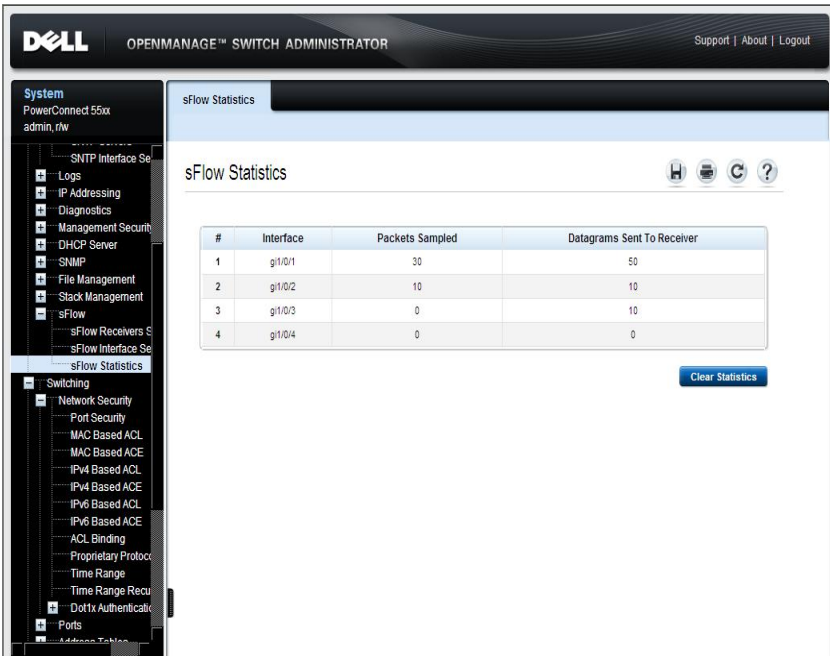 DELL OPENMANAGE™ SWITCH ADMINISTRATOR
Support | About | Logout
System
PowerConnect 55xx
admin, r/w
SNTP Interface Se
Logs
IP Addressing
Diagnostics
Management Security
DHCP Server
SNMP
File Management
Stack Management
sFlow
sFlow Receivers S
sFlow Interface Se
sFlow Statistics
Switching
Network Security
Port Security
MAC Based ACL
MAC Based ACE
IPv4 Based ACL
IPv4 Based ACE
IPv6 Based ACL
IPv6 Based ACE
ACL Binding
Proprietary Protoco
Time Range
Time Range Recu
Dot1x Authenticatio
Ports
Address Tables
sFlow Statistics
sFlow Statistics
# Interface Packets Sampled Datagrams Sent To Receiver
1 gi1/0/1 30 50
2 gi1/0/2 10 10
3 gi1/0/3 0 10
4 gi1/0/4 0 0
Clear Statistics